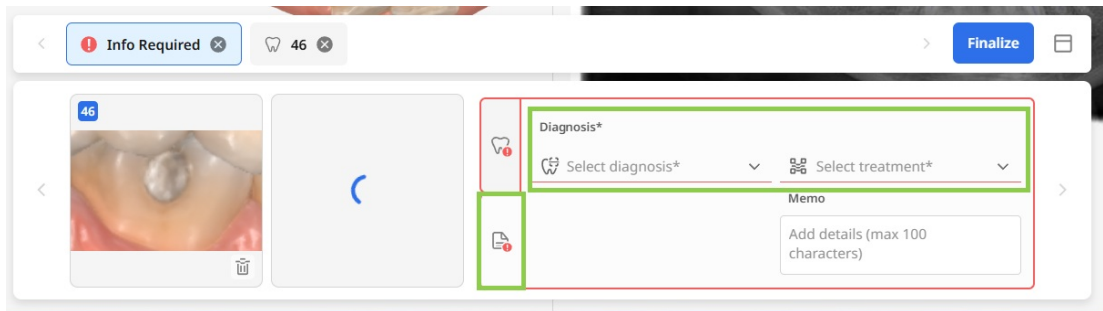 Info Required
46
Finalize
46
Diagnosis*
Select diagnosis*
Select treatment*
Memo
Add details (max 100
characters)